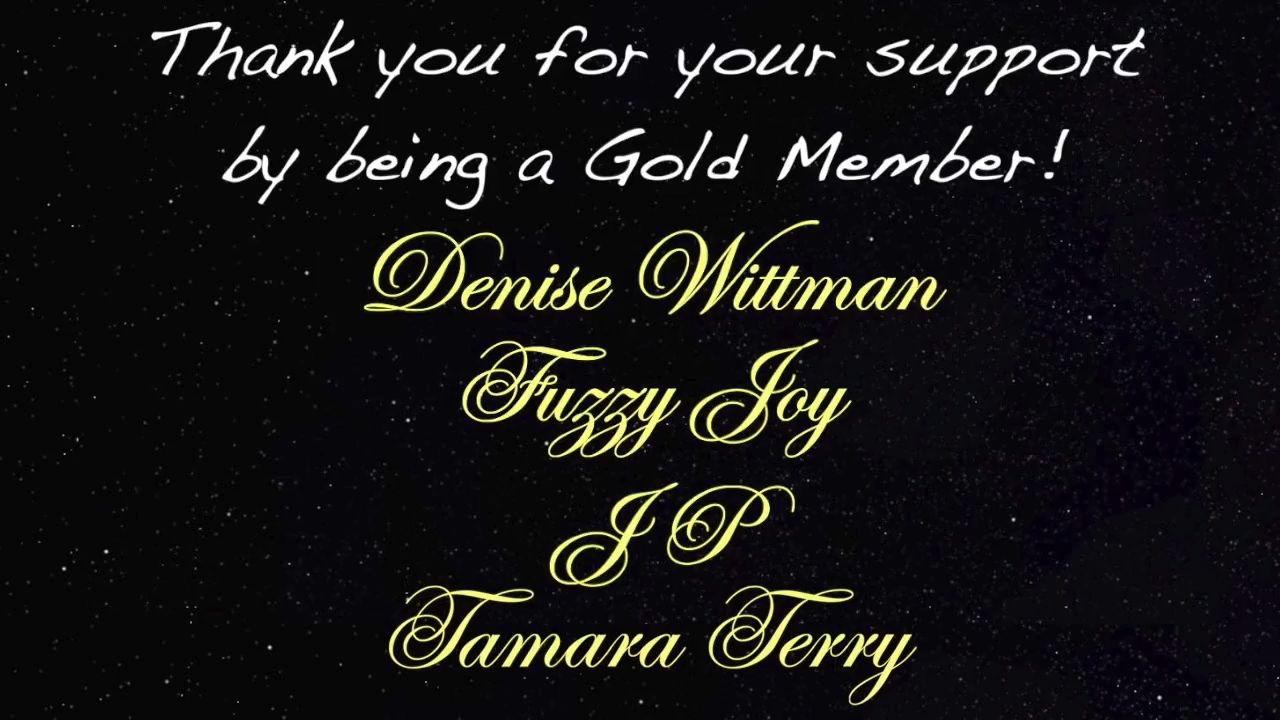 Thank you for your support
by being a Gold Member!
Denise Wittman
Fuzzy Joy
J P
Tamara Terry